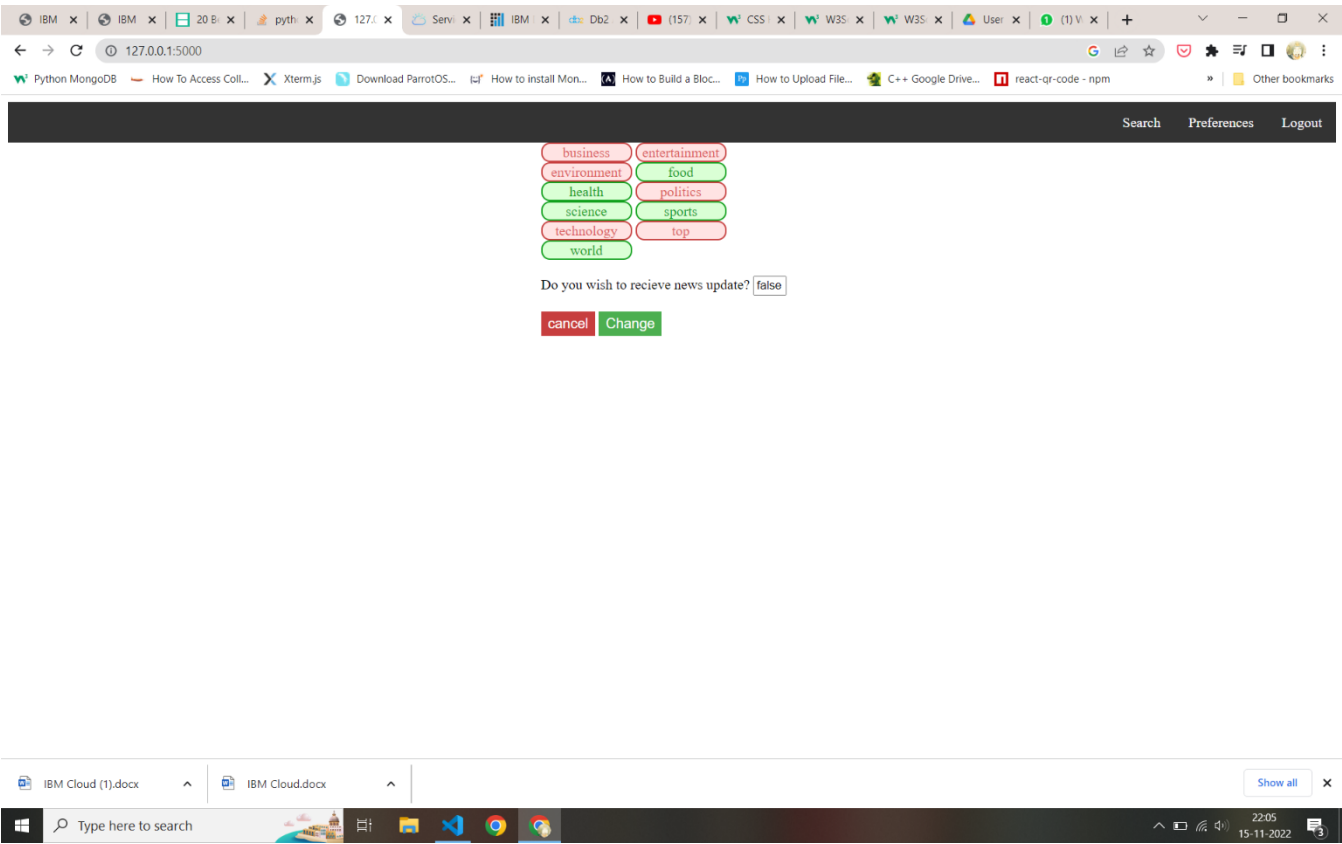 IBM IBM 20 Be pytho 127.0 Servi IBM Db2 (157) CSS W3S W3S User (1) W
127.0.0.1:5000
Python MongoDB How To Access Coll... Xterm.js Download ParrotOS... How to install Mon... How to Build a Bloc... How to Upload File... C++ Google Drive... react-qr-code - npm » Other bookmarks
Search Preferences Logout
business entertainment
environment food
health politics
science sports
technology top
world
Do you wish to recieve news update? false
cancel Change
IBM Cloud (1).docx IBM Cloud.docx Show all
Type here to search 22:05
15-11-2022 3